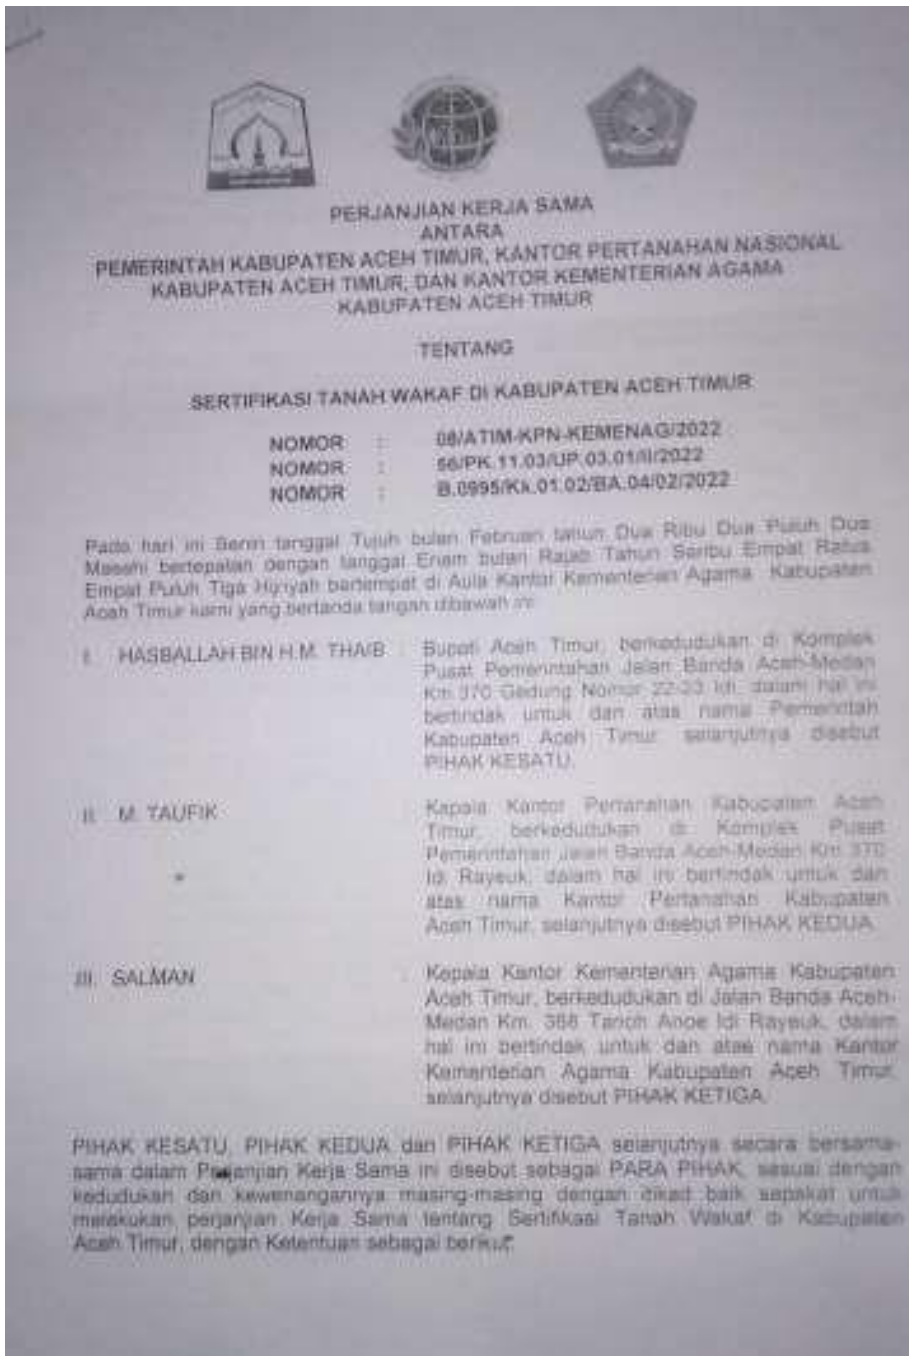 PERJANJIAN KERJA SAMA
ANTARA
PEMERINTAH KABUPATEN ACEH TIMUR, KANTOR PERTANAHAN NASIONAL
KABUPATEN ACEH TIMUR, DAN KANTOR KEMENTERIAN AGAMA
KABUPATEN ACEH TIMUR
TENTANG
SERTIFIKASI TANAH WAKAF DI KABUPATEN ACEH TIMUR
NOMOR : 08/ATIM-KPN-KEMENAG/2022
NOMOR : 56/PK.11.03/UP.03.01/II/2022
NOMOR : B.0995/Kk.01.02/BA.04/02/2022
Pada hari ini Senin tanggal Tujuh bulan Februari tahun Dua Ribu Dua Puluh Dua
Masehi bertepatan dengan tanggal Enam bulan Rajab Tahun Seribu Empat Ratus
Empat Puluh Tiga Hijriyah bertempat di Aula Kantor Kementerian Agama Kabupaten
Aceh Timur kami yang bertanda tangan dibawah ini
I. HASBALLAH BIN H.M. THAIB : Bupati Aceh Timur, berkedudukan di Komplek
Pusat Pemerintahan Jalan Banda Aceh-Medan
Km 370 Gedung Nomor 22-23 Idi, dalam hal ini
bertindak untuk dan atas nama Pemerintah
Kabupaten Aceh Timur selanjutnya disebut
PIHAK KESATU.
II. M. TAUFIK : Kepala Kantor Pertanahan Kabupaten Aceh
Timur, berkedudukan di Komplek Pusat
Pemerintahan Jalan Banda Aceh-Medan Km 370
Idi Rayeuk, dalam hal ini bertindak untuk dan
atas nama Kantor Pertanahan Kabupaten
Aceh Timur, selanjutnya disebut PIHAK KEDUA
III. SALMAN : Kepala Kantor Kementerian Agama Kabupaten
Aceh Timur, berkedudukan di Jalan Banda Aceh-
Medan Km. Tanoh Anoe Idi Rayeuk, dalam
hal ini bertindak untuk dan atas nama Kantor
Kementerian Agama Kabupaten Aceh Timur,
selanjutnya disebut PIHAK KETIGA.
PIHAK KESATU, PIHAK KEDUA dan PIHAK KETIGA selanjutnya secara bersama-
sama dalam Perjanjian Kerja Sama ini disebut sebagai PARA PIHAK, sesuai dengan
kedudukan dan kewenangannya masing-masing dengan itikad baik sepakat untuk
melakukan perjanjian Kerja Sama tentang Sertifikasi Tanah Wakaf di Kabupaten
Aceh Timur, dengan Ketentuan sebagai berikut: